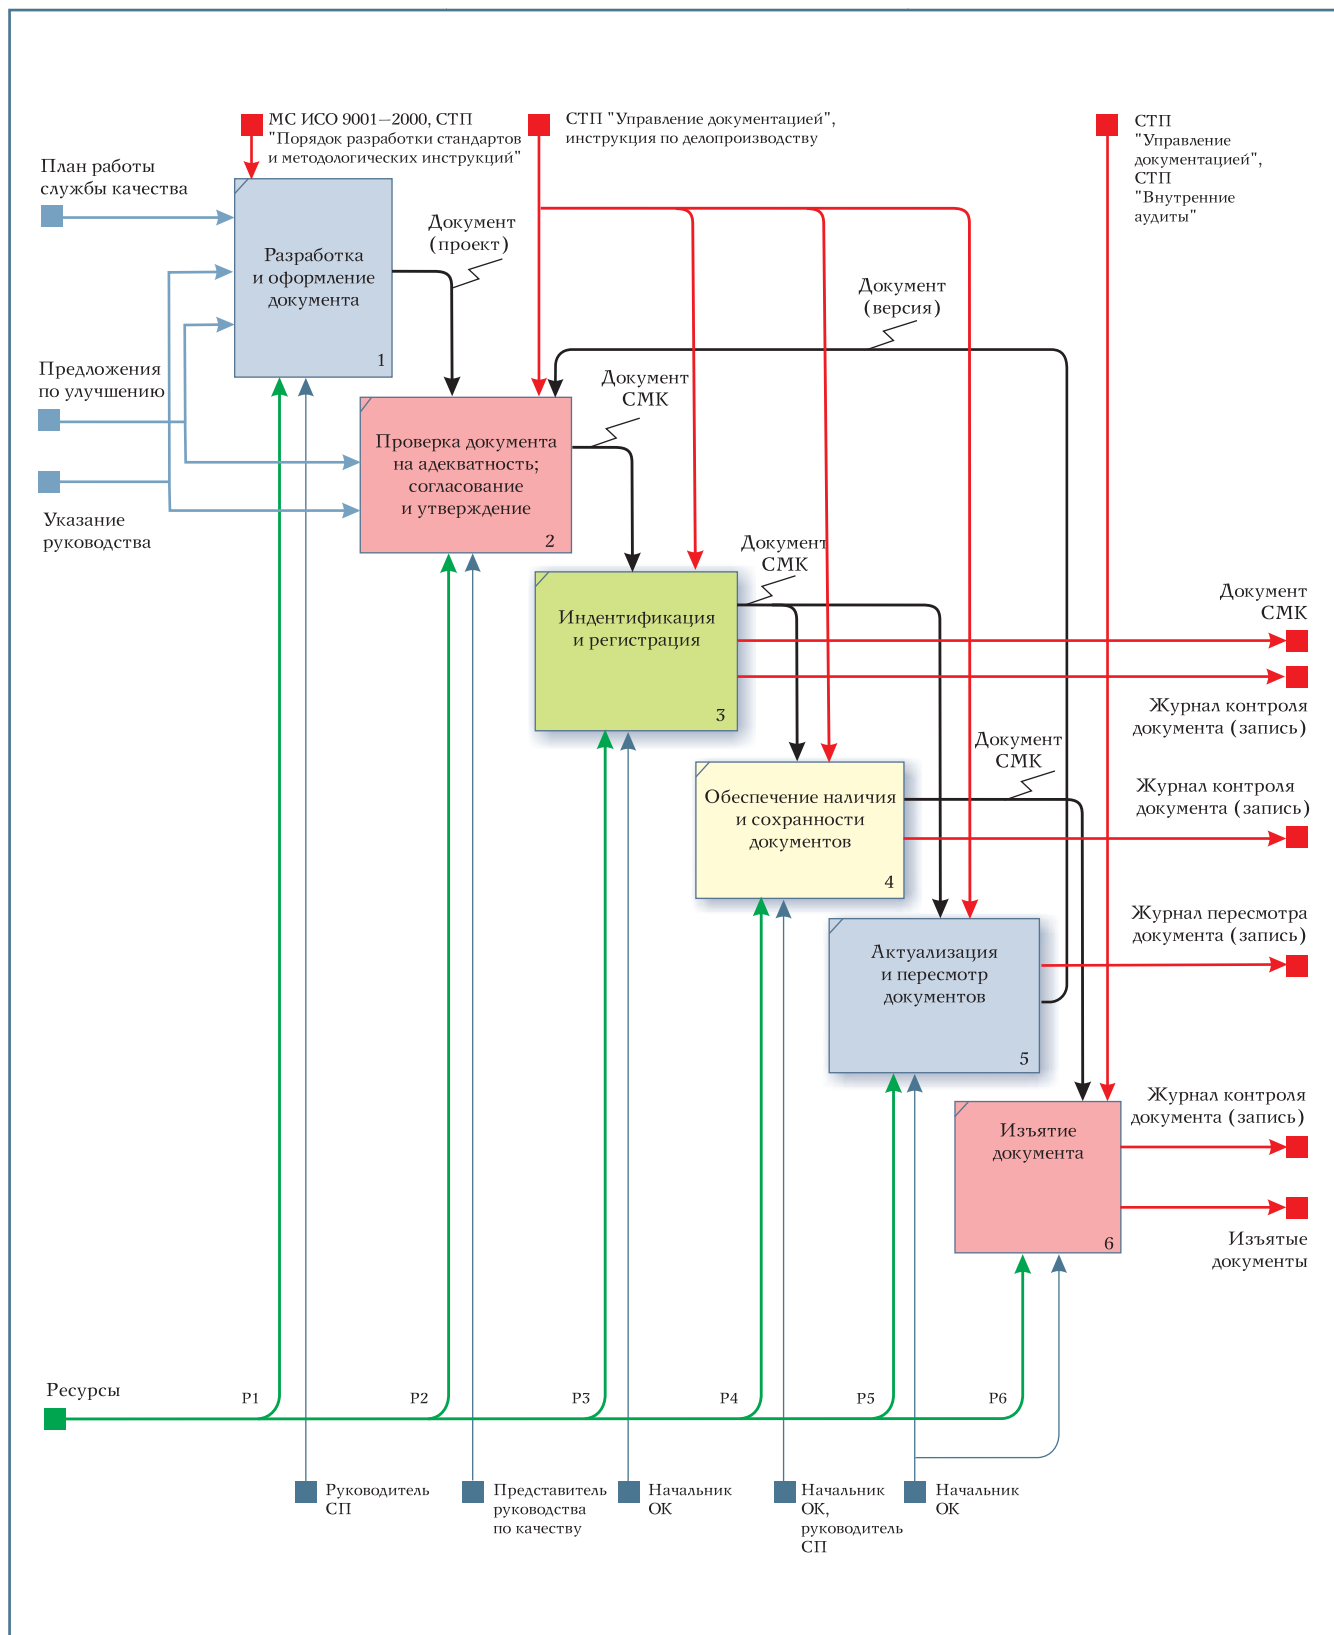 МС ИСО 9001—2000, СТП
"Порядок разработки стандартов
и методологических инструкций"
СТП "Управление документацией",
инструкция по делопроизводству
СТП
"Управление
документацией",
СТП
"Внутренние
аудиты"
План работы
службы качества
Разработка
и оформление
документа
1
Документ
(проект)
Документ
(версия)
Предложения
по улучшению
Документ
СМК
Проверка документа
на адекватность;
согласование
и утверждение
2
Указание
руководства
Документ
СМК
Индентификация
и регистрация
3
Документ
СМК
Журнал контроля
документа (запись)
Документ
СМК
Обеспечение наличия
и сохранности
документов
4
Журнал контроля
документа (запись)
Актуализация
и пересмотр
документов
5
Журнал пересмотра
документа (запись)
Изъятие
документа
6
Журнал контроля
документа (запись)
Изъятые
документы
Ресурсы
Р1
Р2
Р3
Р4
Р5
Р6
Руководитель
СП
Представитель
руководства
по качеству
Начальник
ОК
Начальник
ОК,
руководитель
СП
Начальник
ОК